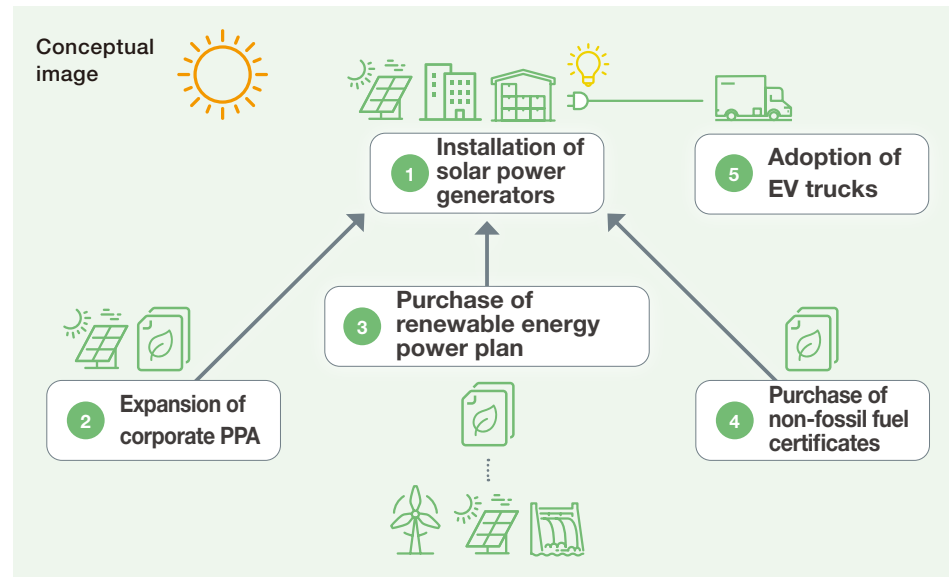 Conceptual
image
1
Installation of
solar power
generators
5
Adoption of
EV trucks
3
Purchase of
renewable energy
power plan
2
Expansion of
corporate PPA
4
Purchase of
non-fossil fuel
certificates